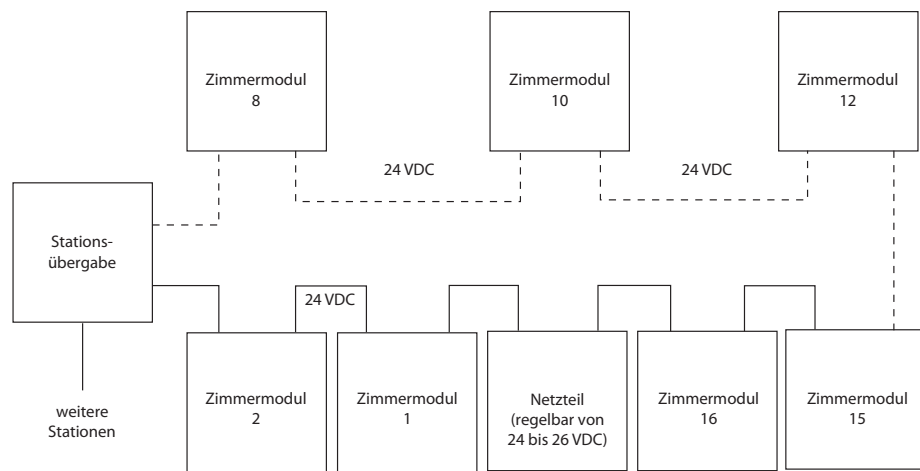 Zimmermodul
8
Zimmermodul
10
Zimmermodul
12
24 VDC
24 VDC
Stations-
übergabe
24 VDC
Zimmermodul
2
Zimmermodul
1
Netzteil
(regelbar von
24 bis 26 VDC)
Zimmermodul
16
Zimmermodul
15
weitere
Stationen